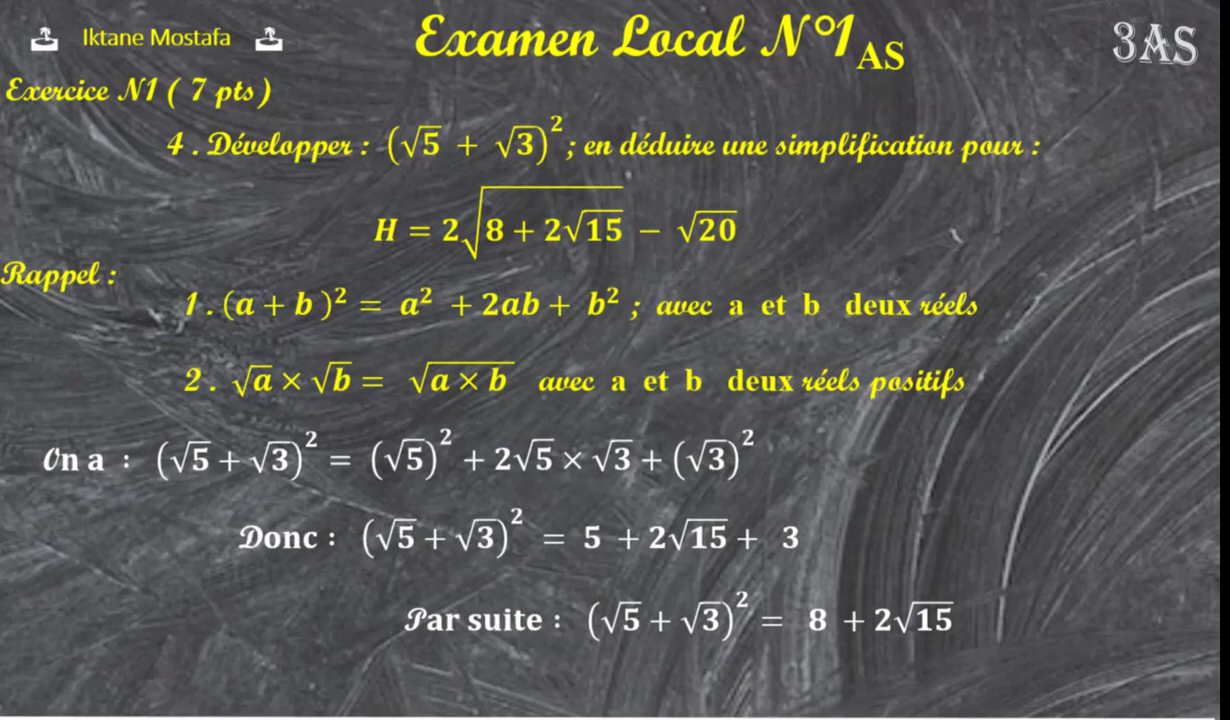 Iktane Mostafa
Examen Local N°1 AS
3AS
Exercice N1 ( 7 pts )
4 . Développer : (√5 + √3)² ; en déduire une simplification pour :
H = 2√(8 + 2√15) − √20
Rappel :
1 . (a + b )² = a² + 2ab + b² ; avec a et b deux réels
2 . √a × √b = √(a × b) avec a et b deux réels positifs
On a : (√5 + √3)² = (√5)² + 2√5 × √3 + (√3)²
Donc : (√5 + √3)² = 5 + 2√15 + 3
Par suite : (√5 + √3)² = 8 + 2√15